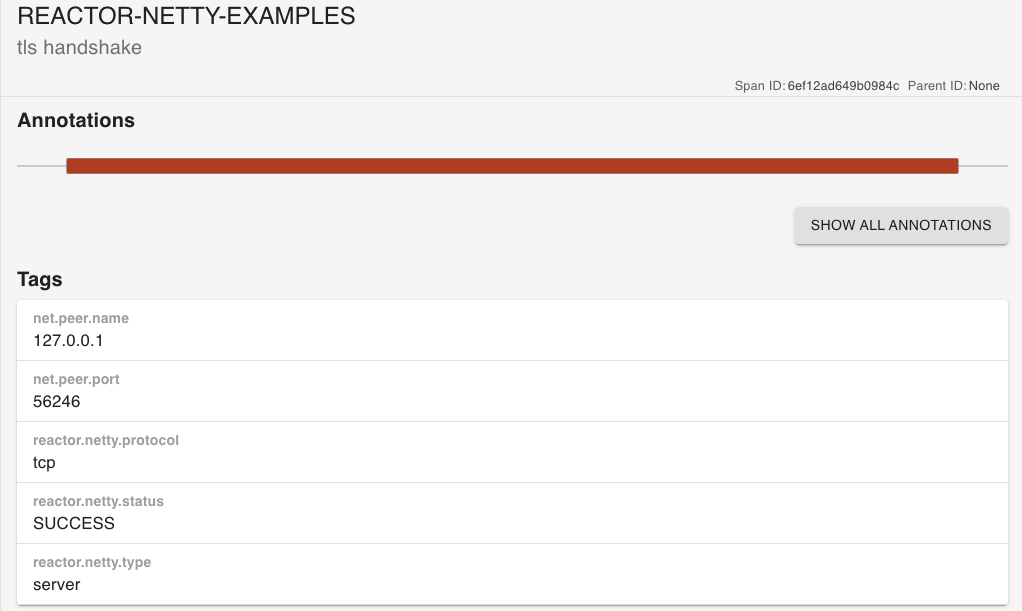 REACTOR-NETTY-EXAMPLES
tls handshake
Span ID: 6ef12ad649b0984c Parent ID: None
Annotations
SHOW ALL ANNOTATIONS
Tags
net.peer.name
127.0.0.1
net.peer.port
56246
reactor.netty.protocol
tcp
reactor.netty.status
SUCCESS
reactor.netty.type
server